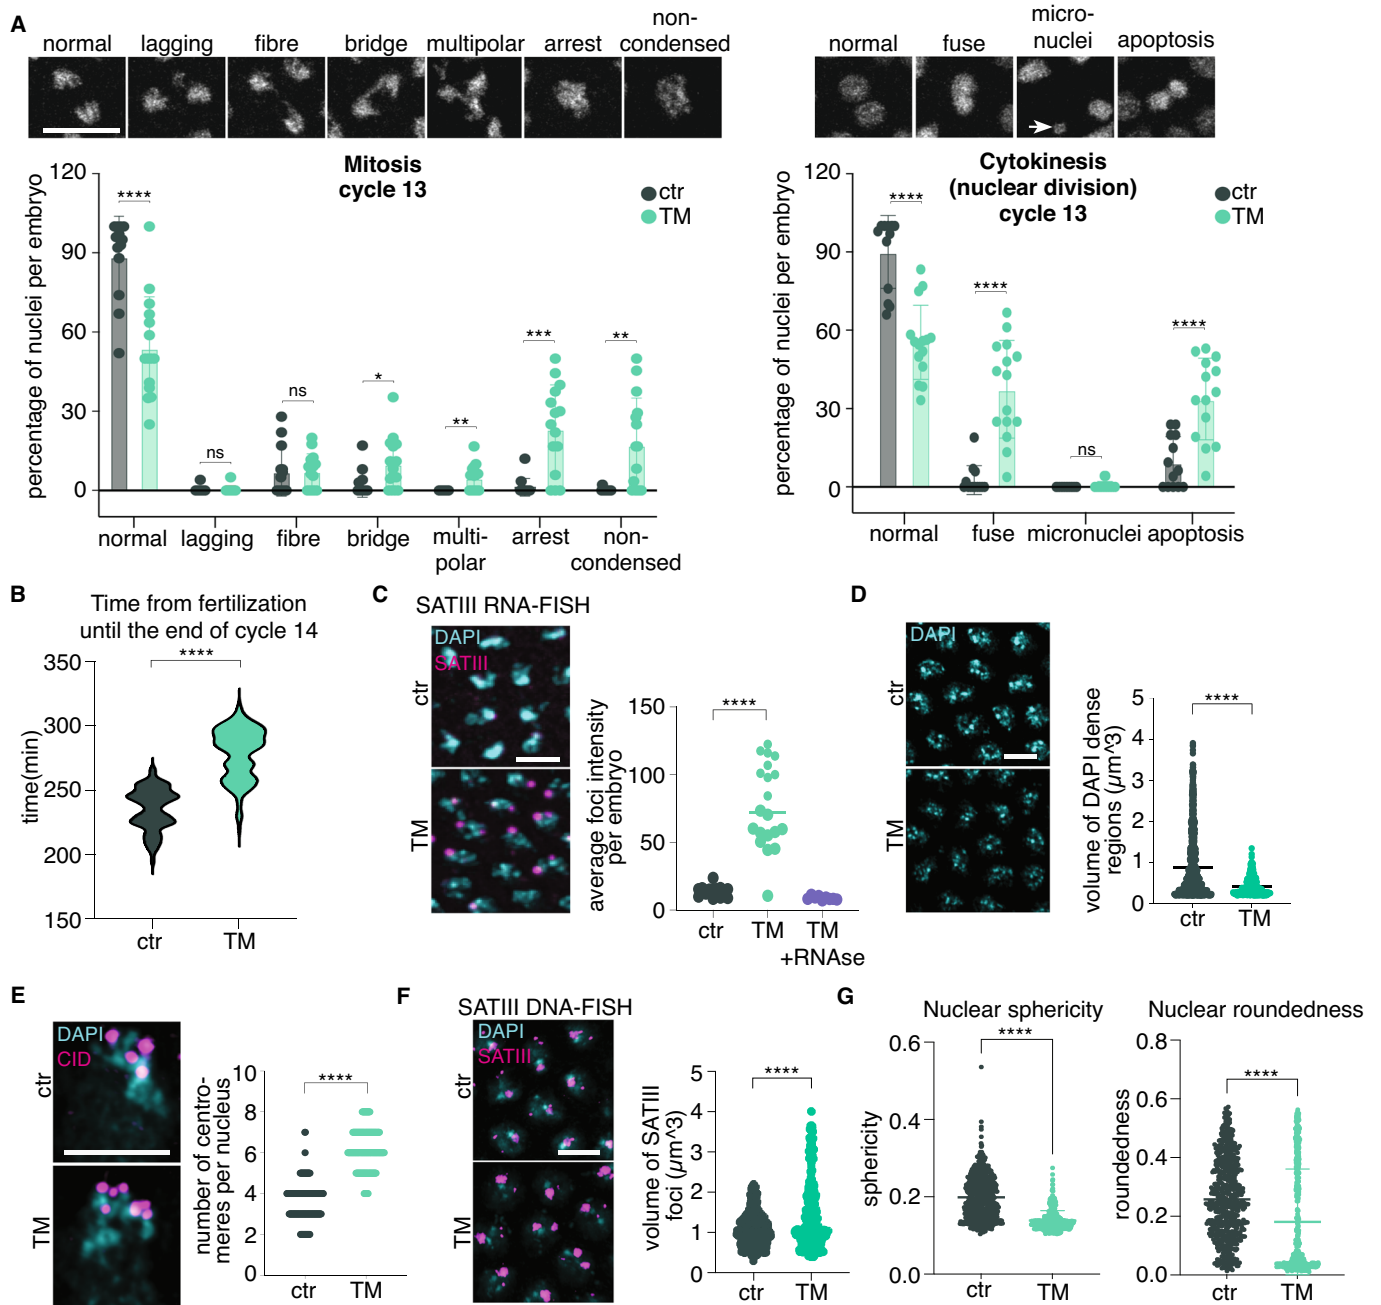 A
normal lagging fibre bridge multipolar arrest non-condensed
normal fuse micro-nuclei apoptosis
Mitosis
cycle 13
percentage of nuclei per embryo
120
90
60
30
0
ctr
TM
**** ns ns * ** *** **
normal lagging fibre bridge multi-polar arrest non-condensed
Cytokinesis
(nuclear division)
cycle 13
percentage of nuclei per embryo
120
90
60
30
0
ctr
TM
**** **** ns ****
normal fuse micronuclei apoptosis
B
Time from fertilization
until the end of cycle 14
time(min)
350
300
250
200
150
****
ctr TM
C
SATIII RNA-FISH
DAPI
SATIII
ctr
TM
average foci intensity
per embryo
150
100
50
0
****
ctr TM TM
+RNAse
D
DAPI
ctr
TM
volume of DAPI dense
regions (µm^3)
5
4
3
2
1
0
****
ctr TM
E
DAPI
CID
ctr
TM
number of centro-
meres per nucleus
10
8
6
4
2
0
****
ctr TM
F
SATIII DNA-FISH
DAPI
SATIII
ctr
TM
volume of SATIII
foci (µm^3)
5
4
3
2
1
0
****
ctr TM
G
Nuclear sphericity
sphericity
0.6
0.4
0.2
0.0
****
ctr TM
Nuclear roundedness
roundedness
0.8
0.6
0.4
0.2
0.0
****
ctr TM